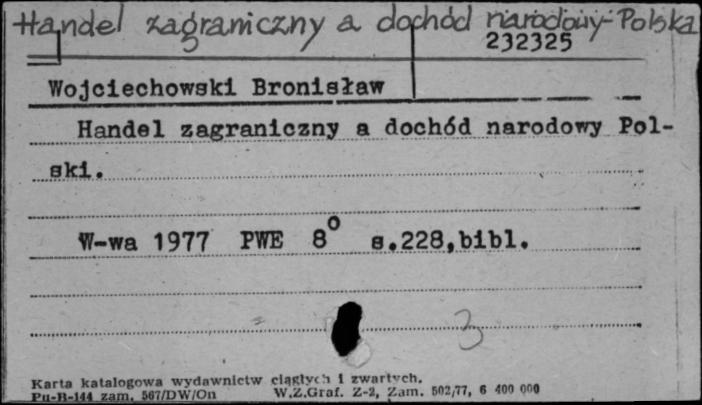 Handel zagraniczny a dochód narodowy - Polska
232325
Wojciechowski Bronisław
Handel zagraniczny a dochód narodowy Pol-
ski.
W-wa 1977 PWE 8° s.228,bibl.
3
Karta katalogowa wydawnictw ciągłych i zwartych.
Pu-B-144 zam. 567/DW/On W.Z.Graf. Z-2, Zam. 502/77, 6 400 000